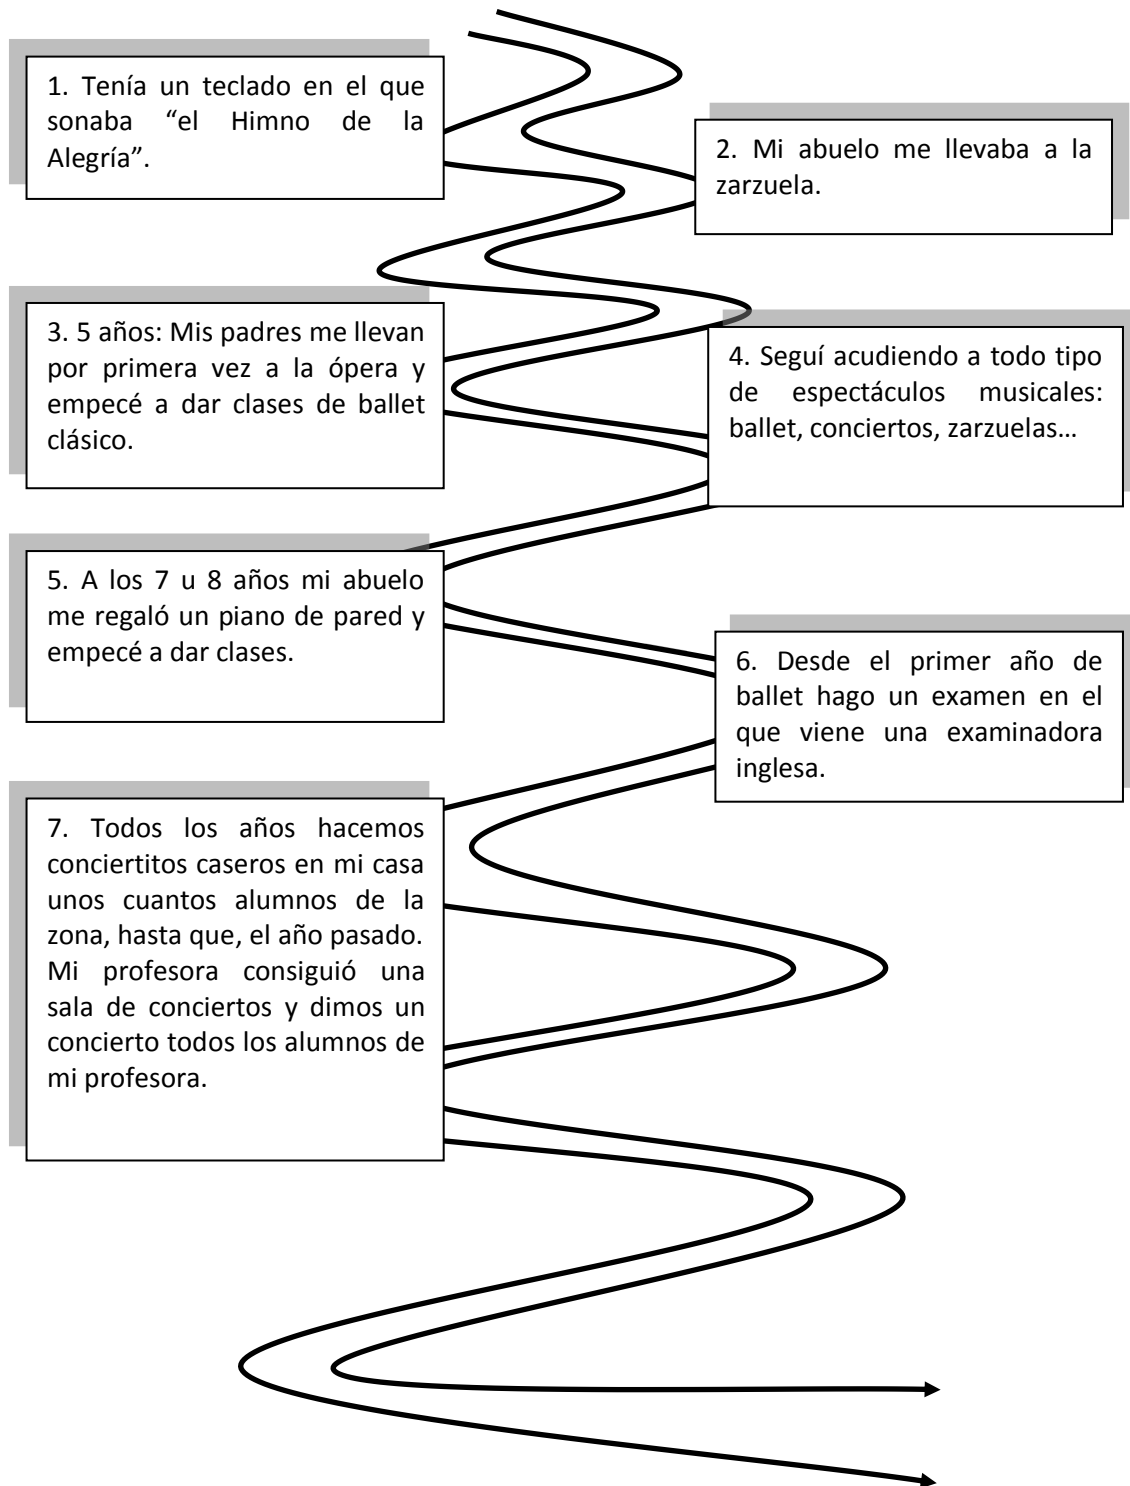 1. Tenía un teclado en el que
sonaba “el Himno de la
Alegría”.
2. Mi abuelo me llevaba a la
zarzuela.
3. 5 años: Mis padres me llevan
por primera vez a la ópera y
empecé a dar clases de ballet
clásico.
4. Seguí acudiendo a todo tipo
de espectáculos musicales:
ballet, conciertos, zarzuelas…
5. A los 7 u 8 años mi abuelo
me regaló un piano de pared y
empecé a dar clases.
6. Desde el primer año de
ballet hago un examen en el
que viene una examinadora
inglesa.
7. Todos los años hacemos
conciertitos caseros en mi casa
unos cuantos alumnos de la
zona, hasta que, el año pasado.
Mi profesora consiguió una
sala de conciertos y dimos un
concierto todos los alumnos de
mi profesora.